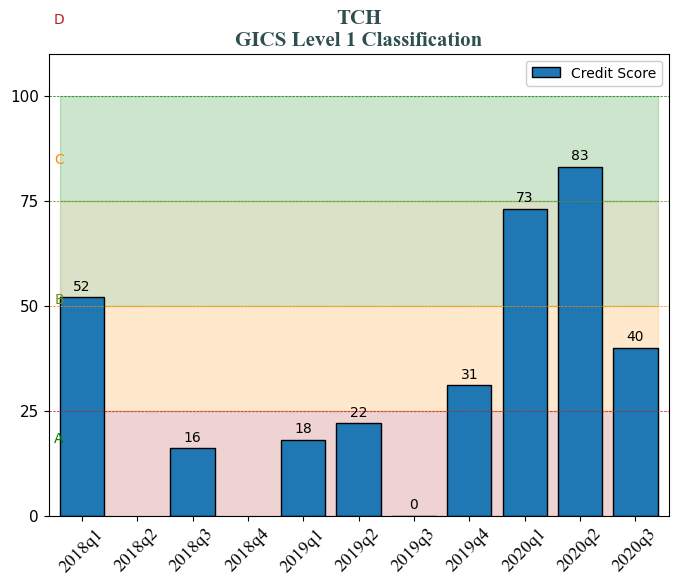 D
TCH
GICS Level 1 Classification
Credit Score
100
C
83
75
73
52
B
50
40
31
25
22
18
16
A
0
0
2018q1
2018q2
2018q3
2018q4
2019q1
2019q2
2019q3
2019q4
2020q1
2020q2
2020q3